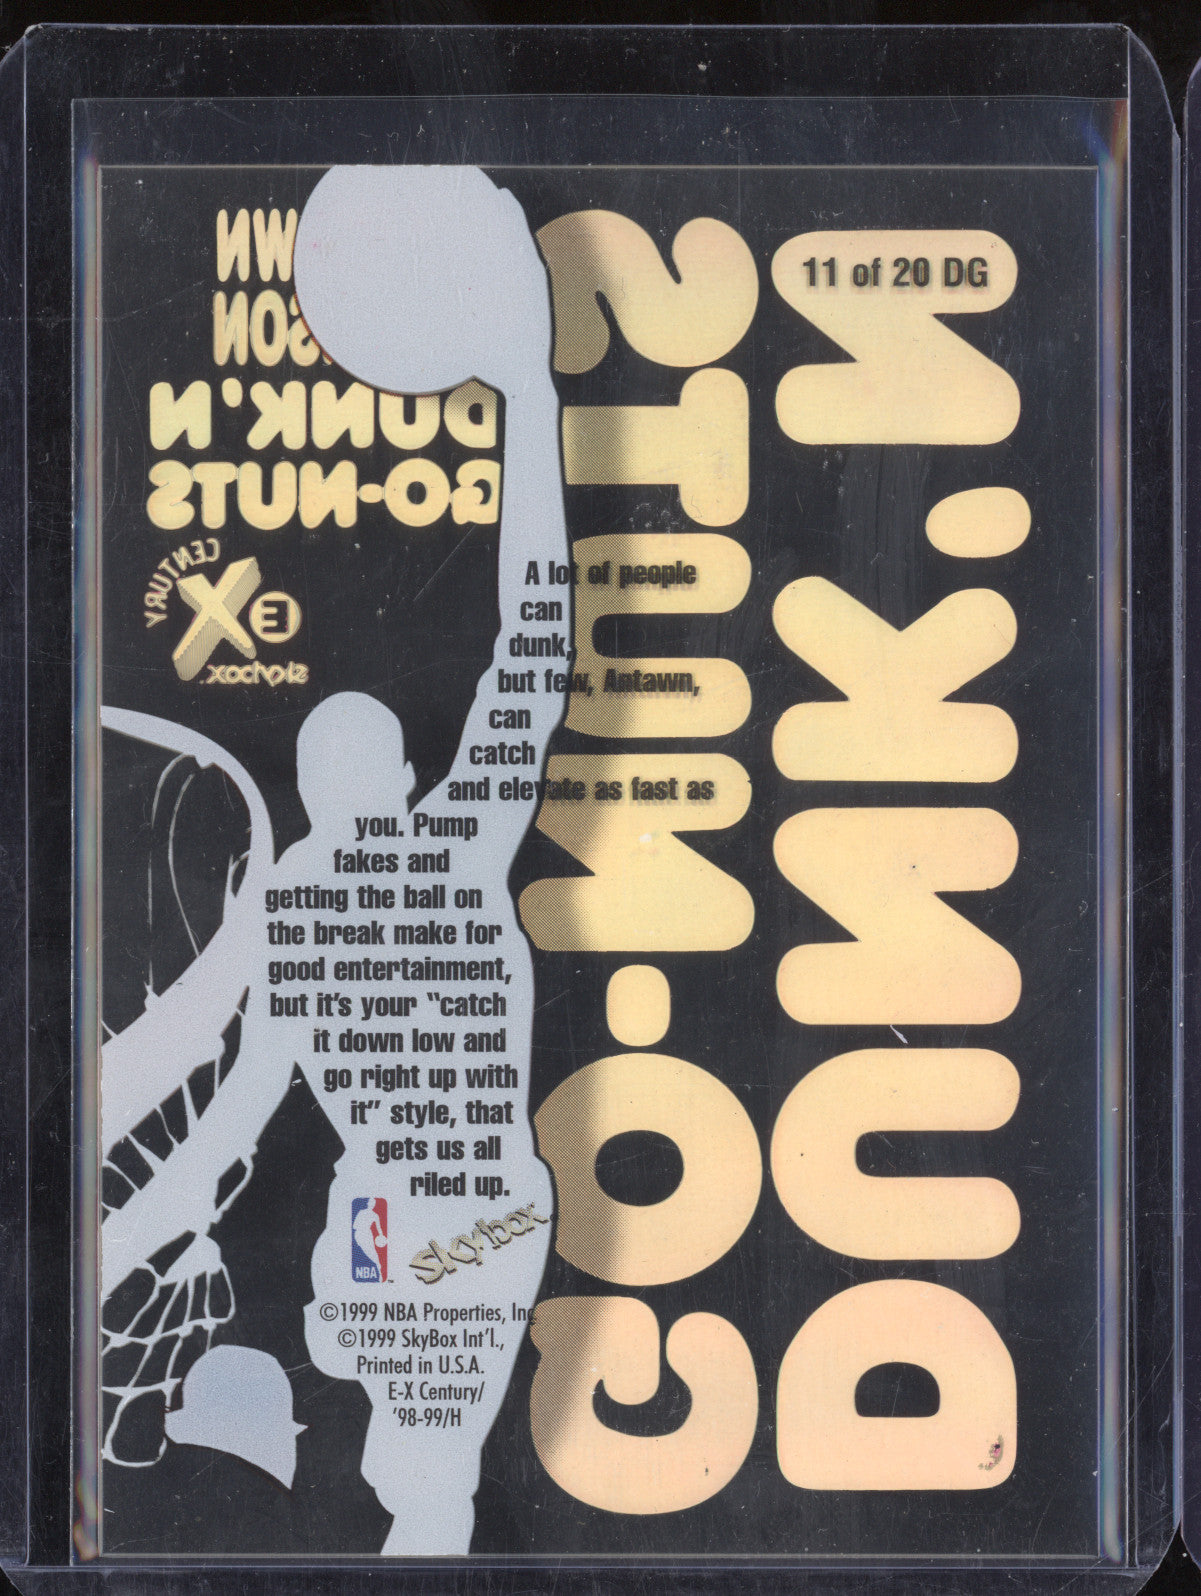 11 of 20 DG
WN
SON
DUNK'N
GO-NUTS
E-X CENTURY
skybox
DUNK'N
GO-NUTS
A lot of people
can
dunk,
but few, Antawn,
can
catch
and elevate as fast as
you. Pump
fakes and
getting the ball on
the break make for
good entertainment,
but it's your "catch
it down low and
go right up with
it" style, that
gets us all
riled up.
NBA
Skybox
©1999 NBA Properties, Inc
©1999 SkyBox Int'l.,
Printed in U.S.A.
E-X Century/
'98-99/H